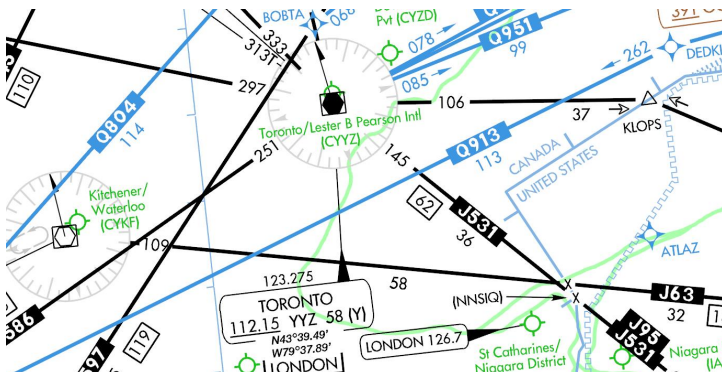 BOBTA
066
333
313T
Pvt (CYZD)
078
085
Q951
99
262
DEDKI
391
110
297
Q804
114
Toronto/Lester B Pearson Intl
(CYYZ)
106
37
KLOPS
251
145
Q913
113
CANADA
UNITED STATES
62
J531
36
Kitchener/
Waterloo
(CYKF)
109
ATLAZ
123.275
58
TORONTO
112.15 YYZ 58 (Y)
N43°39.49'
W79°37.89'
LONDON
(NNSIQ)
LONDON 126.7
J63
32
J95
J531
St Catharines/
Niagara District
Niagara
(IA
586
597
119